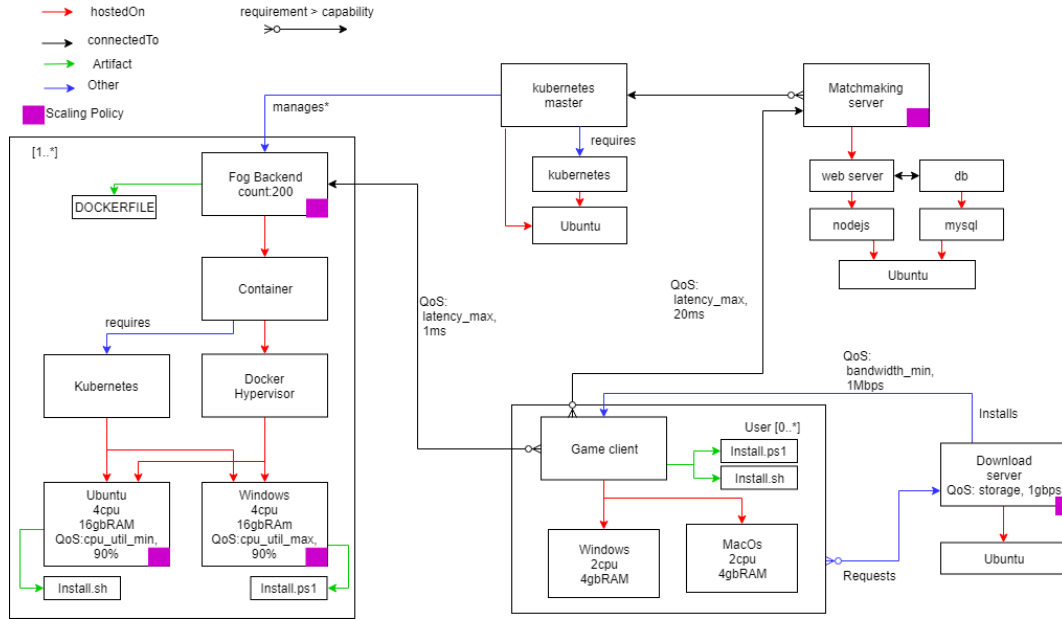 hostedOn
requirement > capability
connectedTo
Artifact
Other
Scaling Policy
[1..*]
manages*
Fog Backend
count:200
DOCKERFILE
Container
requires
Kubernetes
Docker
Hypervisor
Ubuntu
4cpu
16gbRAM
QoS:cpu_util_min,
90%
Windows
4cpu
16gbRAm
QoS:cpu_util_max,
90%
Install.sh
Install.ps1
kubernetes
master
requires
kubernetes
Ubuntu
Matchmaking
server
web server
db
nodejs
mysql
Ubuntu
QoS:
latency_max,
1ms
QoS:
latency_max,
20ms
QoS:
bandwidth_min,
1Mbps
User [0..*]
Game client
Install.ps1
Install.sh
Windows
2cpu
4gbRAM
MacOs
2cpu
4gbRAM
Installs
Download
server
QoS: storage, 1gbps
Requests
Ubuntu